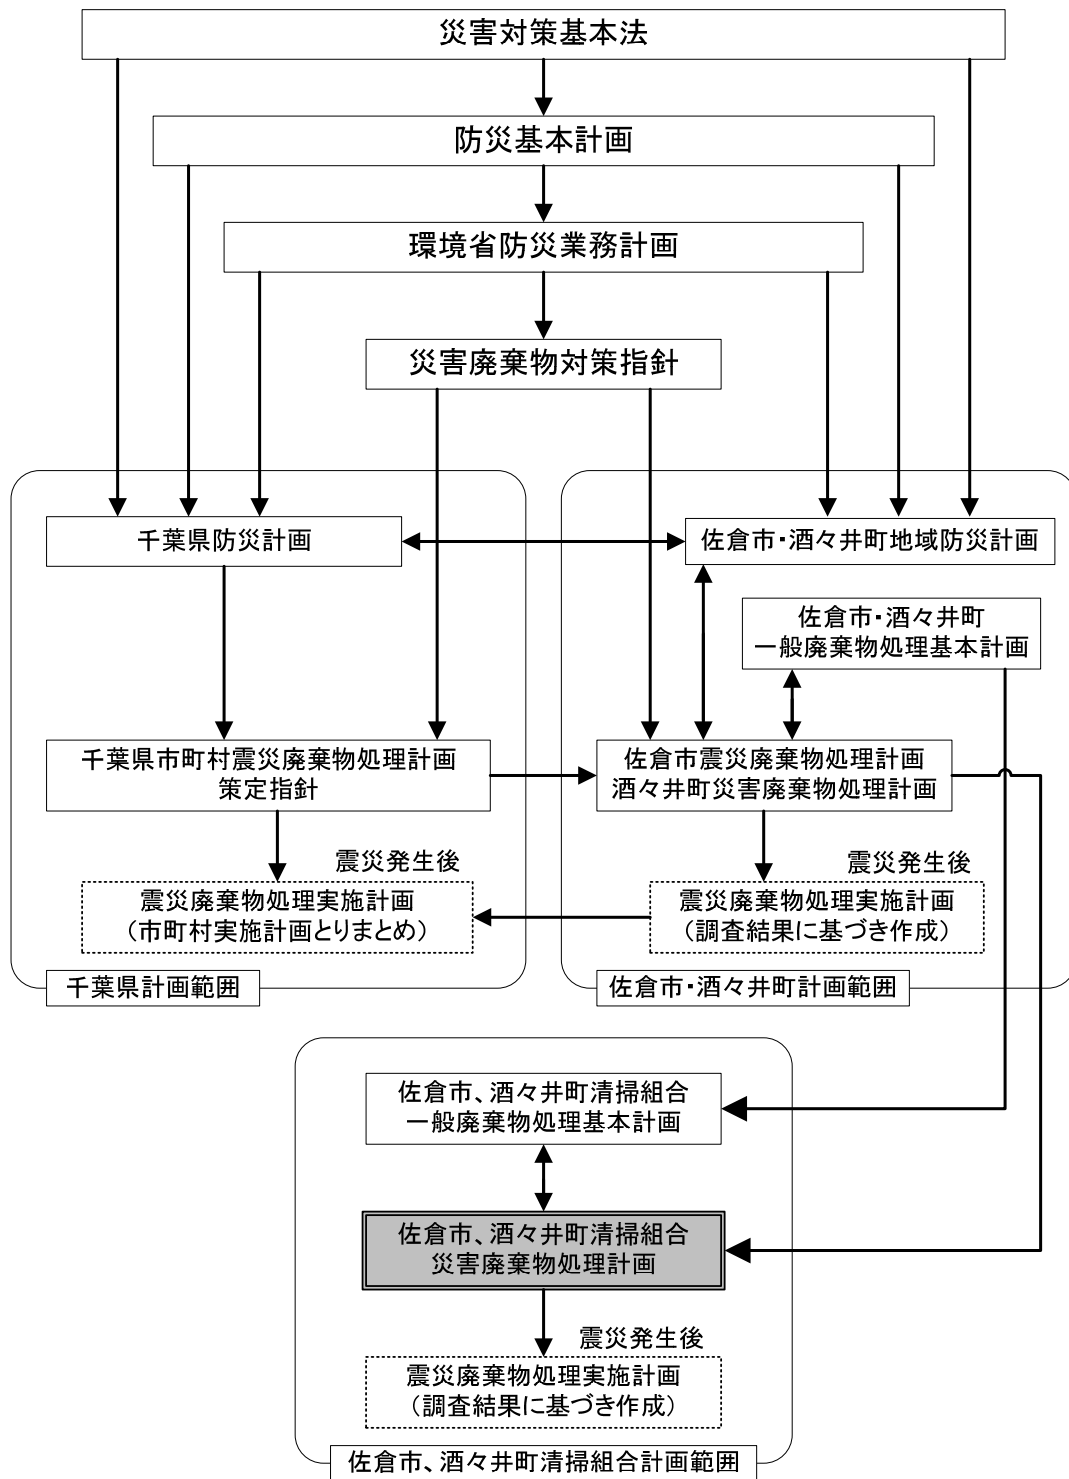 災害対策基本法
防災基本計画
環境省防災業務計画
災害廃棄物対策指針
千葉県防災計画
佐倉市・酒々井町地域防災計画
佐倉市・酒々井町
一般廃棄物処理基本計画
千葉県市町村震災廃棄物処理計画
策定指針
佐倉市震災廃棄物処理計画
酒々井町災害廃棄物処理計画
震災発生後
震災廃棄物処理実施計画
（市町村実施計画とりまとめ）
震災発生後
震災廃棄物処理実施計画
（調査結果に基づき作成）
千葉県計画範囲
佐倉市・酒々井町計画範囲
佐倉市、酒々井町清掃組合
一般廃棄物処理基本計画
佐倉市、酒々井町清掃組合
災害廃棄物処理計画
震災発生後
震災廃棄物処理実施計画
（調査結果に基づき作成）
佐倉市、酒々井町清掃組合計画範囲